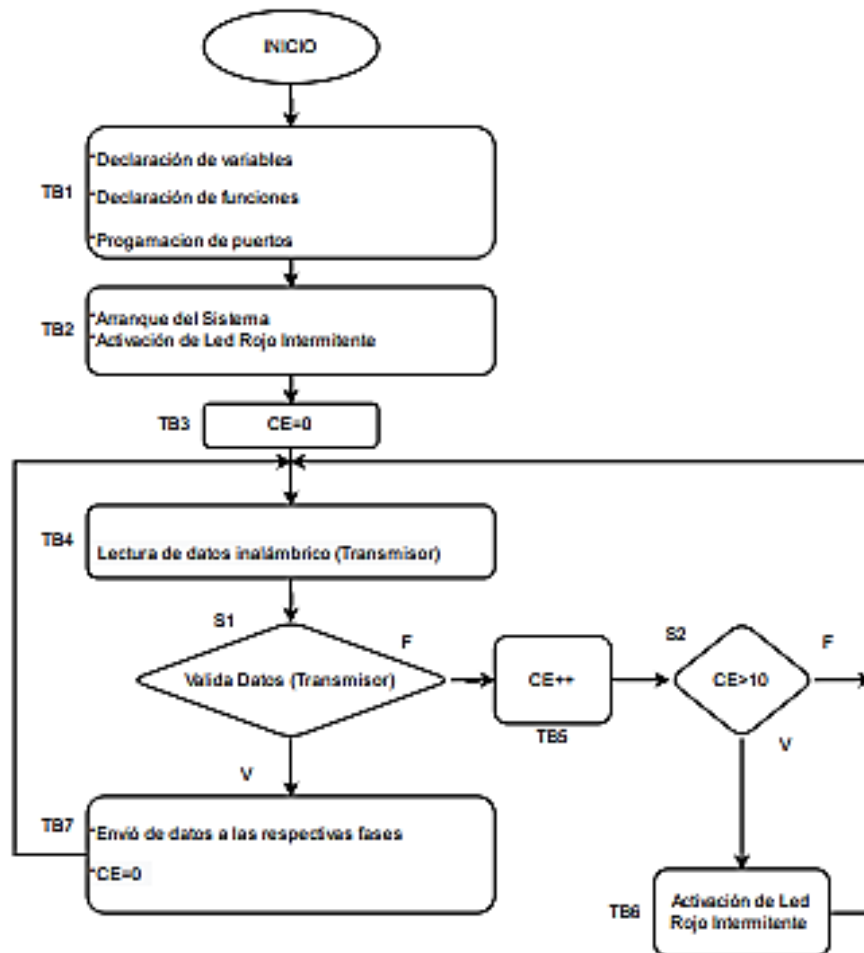 INICIO
TB1
-Declaración de variables
-Declaración de funciones
-Progamacion de puertos
TB2
-Arranque del Sistema
-Activación de Led Rojo Intermitente
TB3
CE=0
TB4
Lectura de datos inalámbrico (Transmisor)
S1
Valida Datos (Transmisor)
F
CE++
TB5
S2
CE>10
F
V
V
TB7
-Envió de datos a las respectivas fases
-CE=0
TB6
Activación de Led
Rojo Intermitente